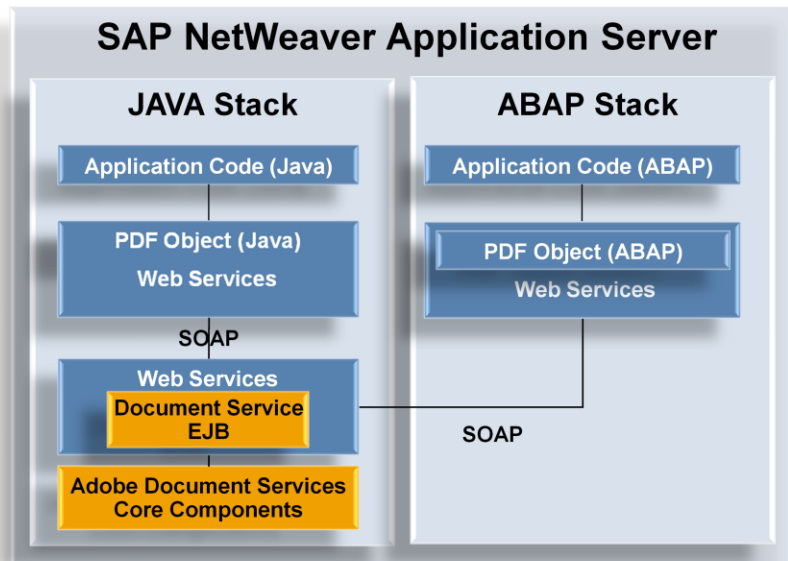 SAP NetWeaver Application Server
JAVA Stack
Application Code (Java)
PDF Object (Java)
Web Services
SOAP
Web Services
Document Service
EJB
Adobe Document Services
Core Components
ABAP Stack
Application Code (ABAP)
PDF Object (ABAP)
Web Services
SOAP